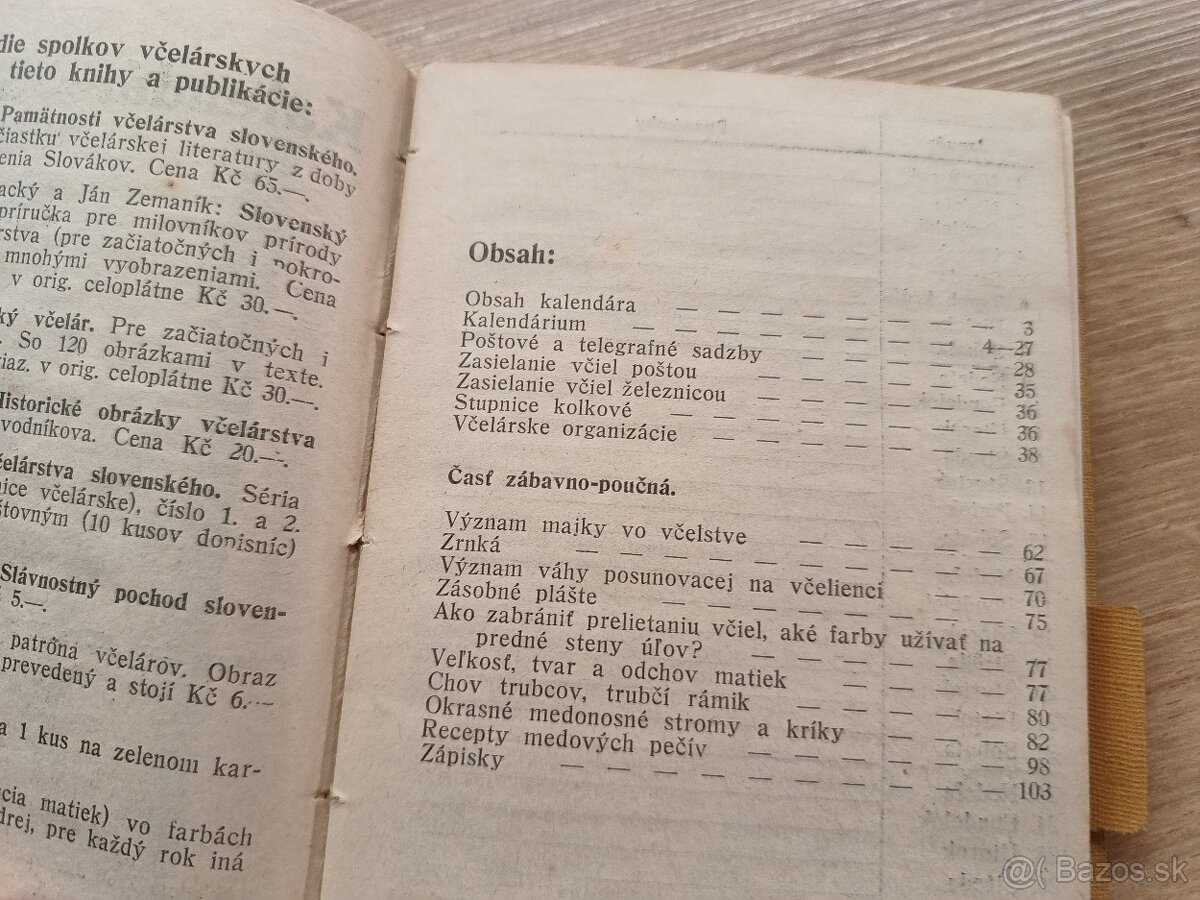 die spolkov včelárskych
tieto knihy a publikácie:
Pamätnosti včelárstva slovenského.
čiastku včelárskej literatury z doby
enia Slovákov. Cena Kč 65.—.
acký a Ján Zemaník: Slovenský
príručka pre milovníkov prírody
rstva (pre začiatočných i pokro-
mnohými vyobrazeniami. Cena
v orig. celoplátne Kč 30.—.
ký včelár. Pre začiatočných i
. So 120 obrázkami v texte.
iaz. v orig. celoplátne Kč 30.—.
Historické obrázky včelárstva
vodníkova. Cena Kč 20.—.
čelárstva slovenského. Séria
nice včelárske), číslo 1. a 2.
štovným (10 kusov dopisníc)
Slávnostný pochod sloven-
5.—.
patróna včelárov. Obraz
prevedený a stojí Kč 6.—
a 1 kus na zelenom kar-
cia matiek) vo farbách
drej, pre každý rok iná
Obsah:
Obsah kalendára — — — — — — — — 3
Kalendárium — — — — — — — — 4—27
Poštové a telegrafné sadzby — — — — — 28
Zasielanie včiel poštou — — — — — — 35
Zasielanie včiel železnicou — — — — — 36
Stupnice kolkové — — — — — — — 36
Včelárske organizácie — — — — — — 38
Časť zábavno-poučná.
Význam majky vo včelstve — — — — — 62
Zrnká — — — — — — — — — 67
Význam váhy posunovacej na včelienci — — — 70
Zásobné plášte — — — — — — — — 75
Ako zabrániť prelietaniu včiel, aké farby užívať na
predné steny úľov? — — — — — — 77
Veľkosť, tvar a odchov matiek — — — — 77
Chov trubcov, trubčí rámik — — — — — 80
Okrasné medonosné stromy a kríky — — — 82
Recepty medových pečív — — — — — — 98
Zápisky — — — — — — — — — 103
@( Bazos.sk